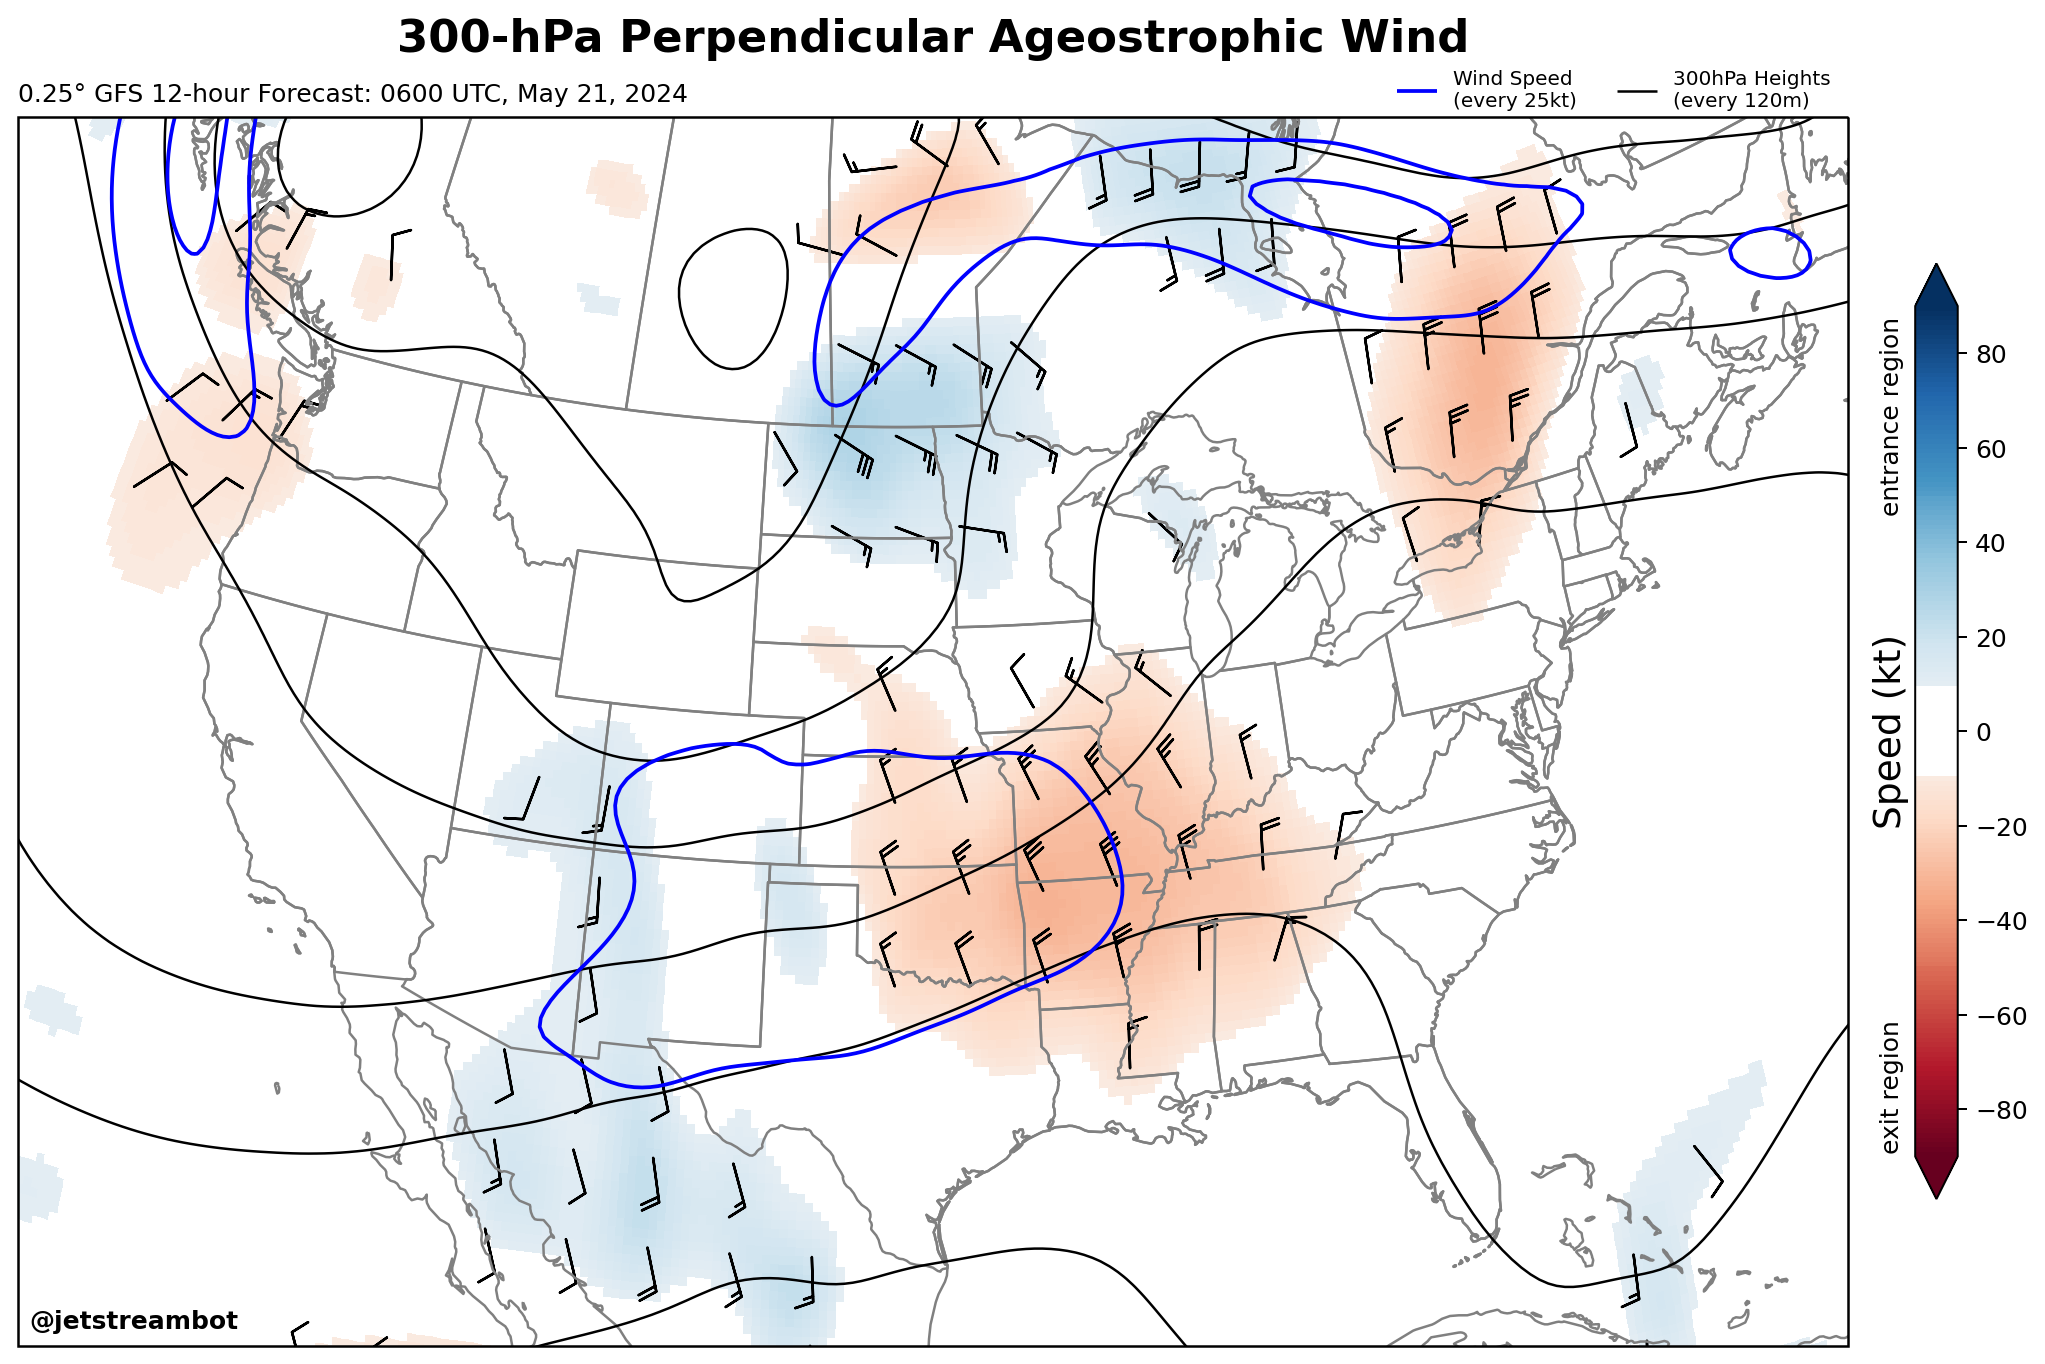 300-hPa Perpendicular Ageostrophic Wind
0.25° GFS 12-hour Forecast: 0600 UTC, May 21, 2024
Wind Speed
(every 25kt)
300hPa Heights
(every 120m)
entrance region
Speed (kt)
exit region
80
60
40
20
0
−20
−40
−60
−80
@jetstreambot